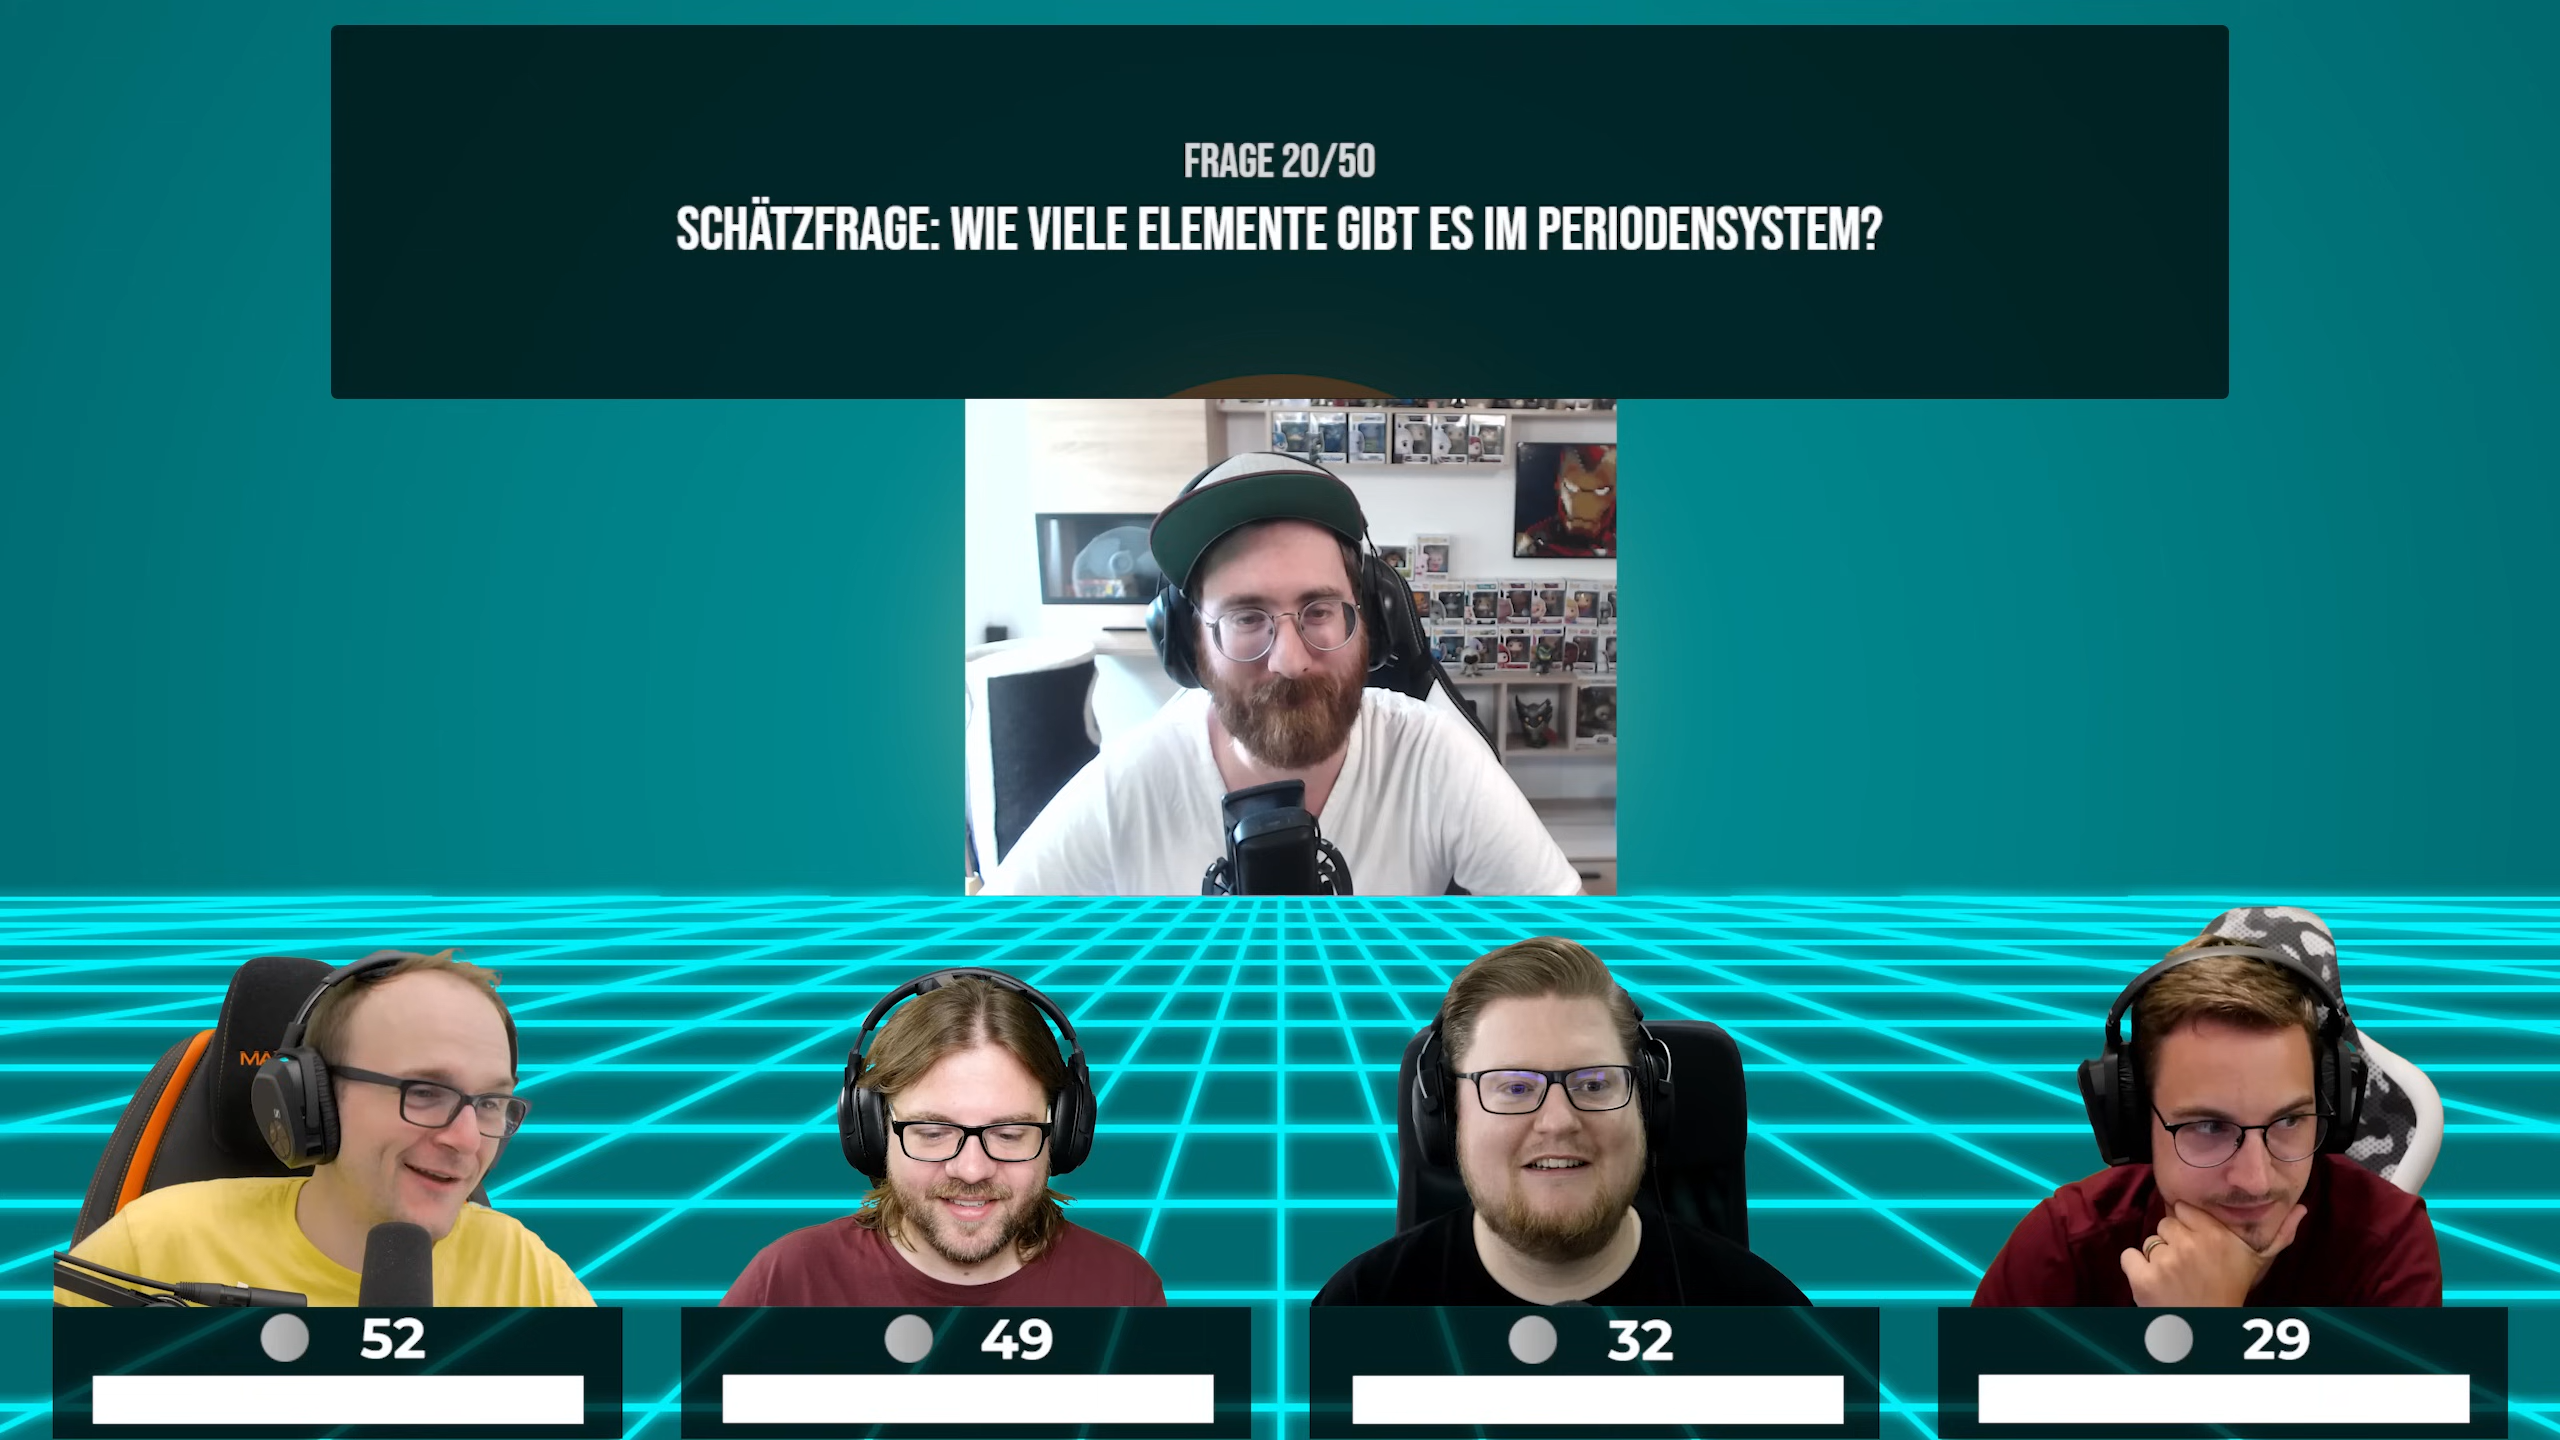 FRAGE 20/50
SCHÄTZFRAGE: WIE VIELE ELEMENTE GIBT ES IM PERIODENSYSTEM?
52
49
32
29